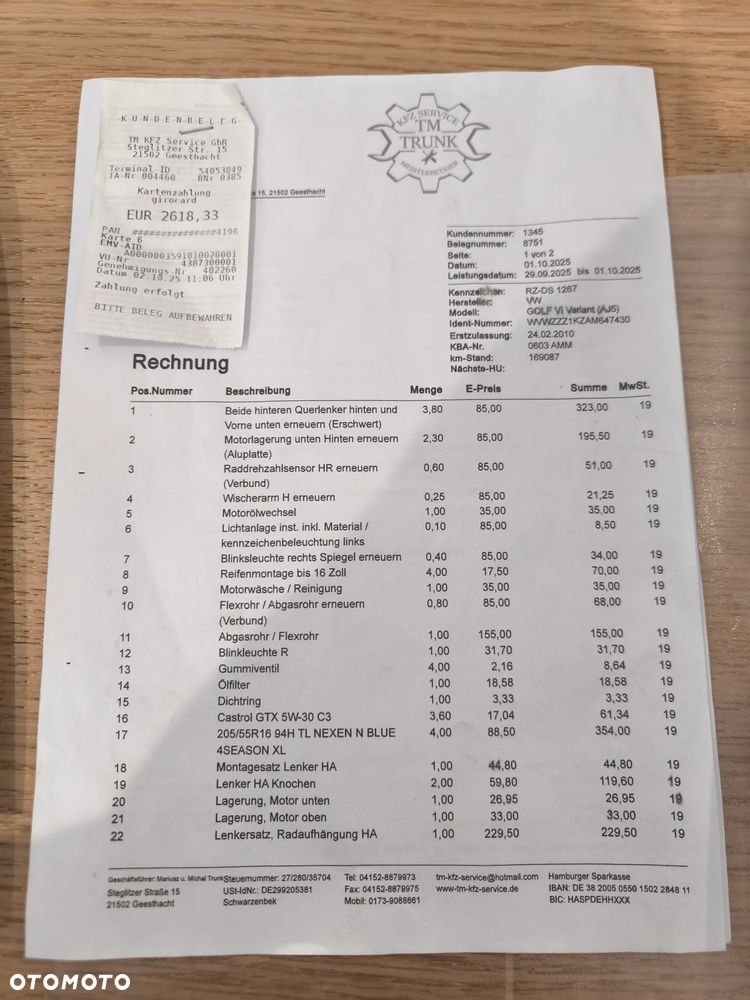 K U N D E N B E L E G
TM KFZ Service GbR
Steglitzer Str. 15
21502 Geesthacht
Terminal-ID : 54053849
TA-Nr 004460 BNr 0385
Kartenzahlung
girocard
EUR 2618,33
PAN ###############4196
Karte 6
EMV-AID
A0000003591010028001
VU-Nr 4387300001
Genehmigungs-Nr 402260
Datum 02.10.25 11:06 Uhr
Zahlung erfolgt
BITTE BELEG AUFBEWAHREN
KFZ SERVICE
TM
TRUNK
MEISTERBETRIEB
15, 21502 Geesthacht
Kundennummer: 1345
Belegnummer: 8751
Seite: 1 von 2
Datum: 01.10.2025
Leistungsdatum: 29.09.2025 bis 01.10.2025
Kennzeichen: RZ-DS 1267
Hersteller: VW
Modell: GOLF VI Variant (AJ5)
Ident-Nummer: WVWZZZ1KZAM647430
Erstzulassung: 24.02.2010
KBA-Nr. 0603 AMM
km-Stand: 169087
Nächste-HU:
Rechnung
Pos.Nummer Beschreibung Menge E-Preis Summe MwSt.
1 Beide hinteren Querlenker hinten und 3,80 85,00 323,00 19
Vorne unten erneuern (Erschwert)
2 Motorlagerung unten Hinten erneuern 2,30 85,00 195,50 19
(Aluplatte)
3 Raddrehzahlsensor HR erneuern 0,60 85,00 51,00 19
(Verbund)
4 Wischerarm H erneuern 0,25 85,00 21,25 19
5 Motorölwechsel 1,00 35,00 35,00 19
6 Lichtanlage inst. inkl. Material / 0,10 85,00 8,50 19
kennzeichenbeleuchtung links
7 Blinksleuchte rechts Spiegel erneuern 0,40 85,00 34,00 19
8 Reifenmontage bis 16 Zoll 4,00 17,50 70,00 19
9 Motorwäsche / Reinigung 1,00 35,00 35,00 19
10 Flexrohr / Abgasrohr erneuern 0,80 85,00 68,00 19
(Verbund)
11 Abgasrohr / Flexrohr 1,00 155,00 155,00 19
12 Blinkleuchte R 1,00 31,70 31,70 19
13 Gummiventil 4,00 2,16 8,64 19
14 Ölfilter 1,00 18,58 18,58 19
15 Dichtring 1,00 3,33 3,33 19
16 Castrol GTX 5W-30 C3 3,60 17,04 61,34 19
17 205/55R16 94H TL NEXEN N BLUE 4,00 88,50 354,00 19
4SEASON XL
18 Montagesatz Lenker HA 1,00 44,80 44,80 19
19 Lenker HA Knochen 2,00 59,80 119,60 19
20 Lagerung, Motor unten 1,00 26,95 26,95 19
21 Lagerung, Motor oben 1,00 33,00 33,00 19
22 Lenkersatz, Radaufhängung HA 1,00 229,50 229,50 19
Geschäftsführer: Mariusz u. Michal Trunk Steuernummer: 27/280/35704 Tel: 04152-8879973 tm-kfz-service@hotmail.com Hamburger Sparkasse
Steglitzer Straße 15 USt-IdNr.: DE299205381 Fax: 04152-8879975 www-tm-kfz-service.de IBAN: DE 38 2005 0550 1502 2848 11
21502 Geesthacht Schwarzenbek Mobil: 0173-9088661 BIC: HASPDEHHXXX
OTOMOTO